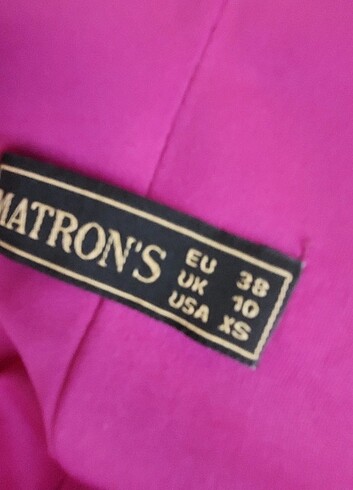 MATRON'S
EU 38
UK 10
USA XS